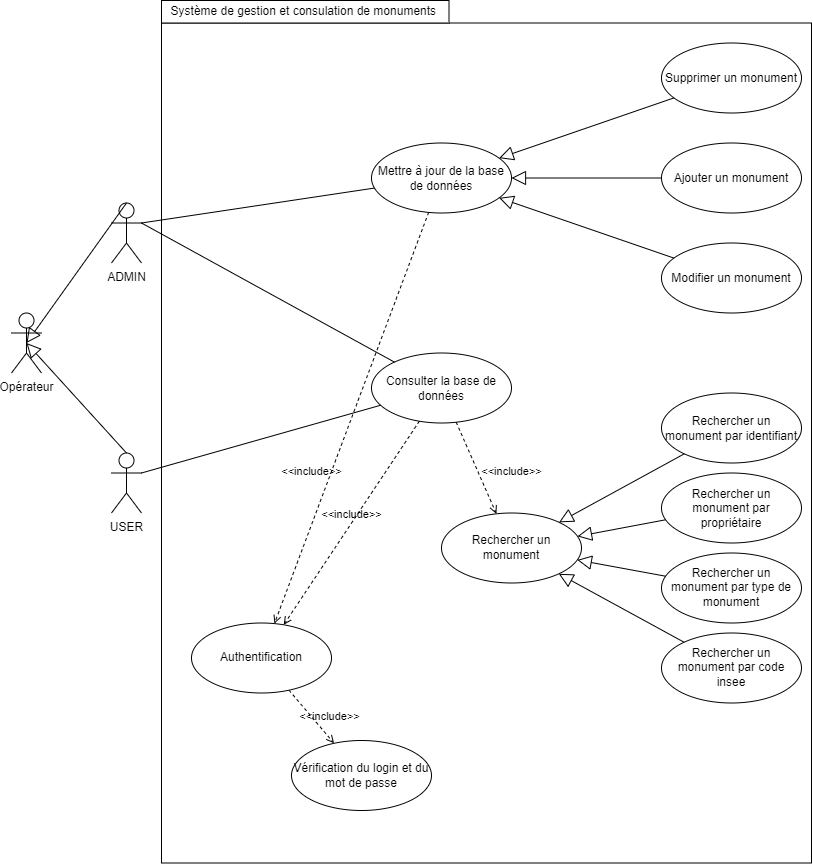 Système de gestion et consulation de monuments
Supprimer un monument
Mettre à jour de la base
de données
Ajouter un monument
Modifier un monument
ADMIN
Opérateur
Consulter la base de
données
USER
Rechercher un
monument par identifiant
<<include>>
<<include>>
<<include>>
Rechercher un
monument par
propriétaire
Rechercher un
monument
Rechercher un
monument par type de
monument
Rechercher un
monument par code
insee
Authentification
<<include>>
Vérification du login et du
mot de passe